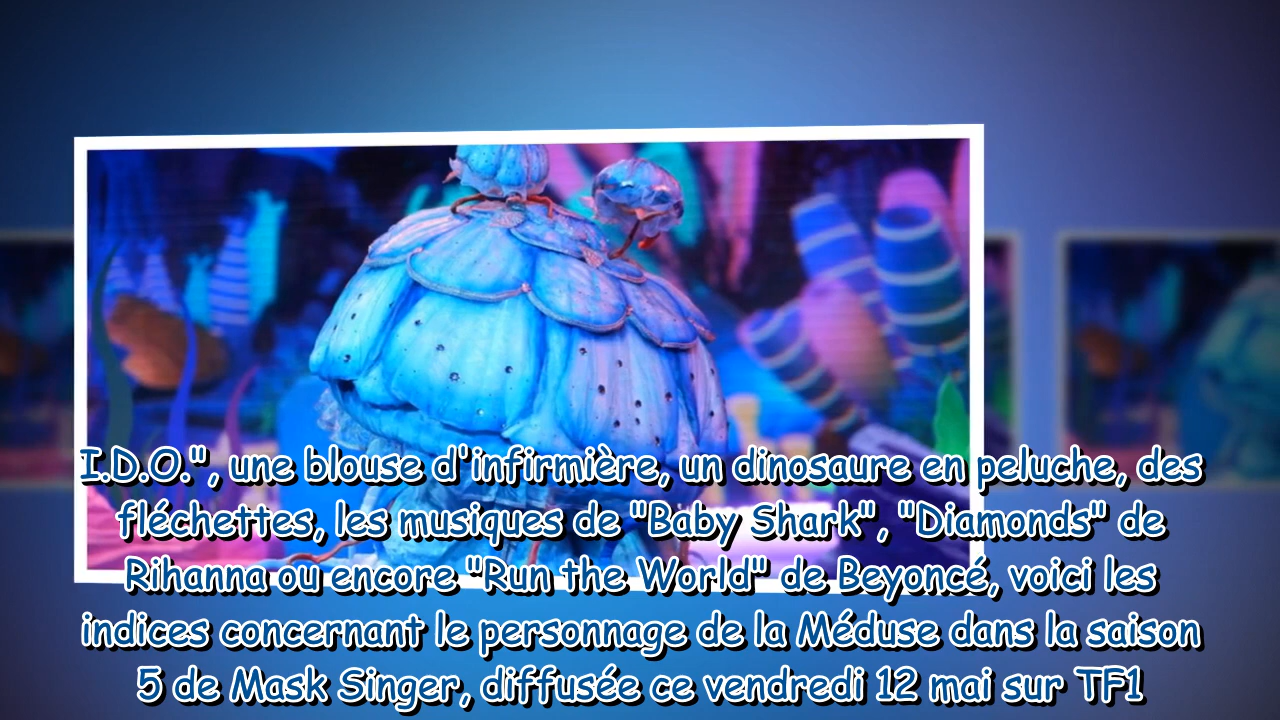 I.D.O.", une blouse d'infirmière, un dinosaure en peluche, des
fléchettes, les musiques de "Baby Shark", "Diamonds" de
Rihanna ou encore "Run the World" de Beyoncé, voici les
indices concernant le personnage de la Méduse dans la saison
5 de Mask Singer, diffusée ce vendredi 12 mai sur TF1